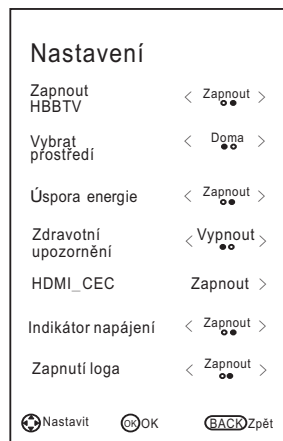 Nastavení
Zapnout
HBBTV
< Zapnout >
Vybrat
prostředí
< Doma >
Úspora energie < Zapnout >
Zdravotní
upozornění
< Vypnout >
HDMI_CEC Zapnout >
Indikátor napájení < Zapnout >
Zapnutí loga < Zapnout >
Nastavit OK OK BACK Zpět